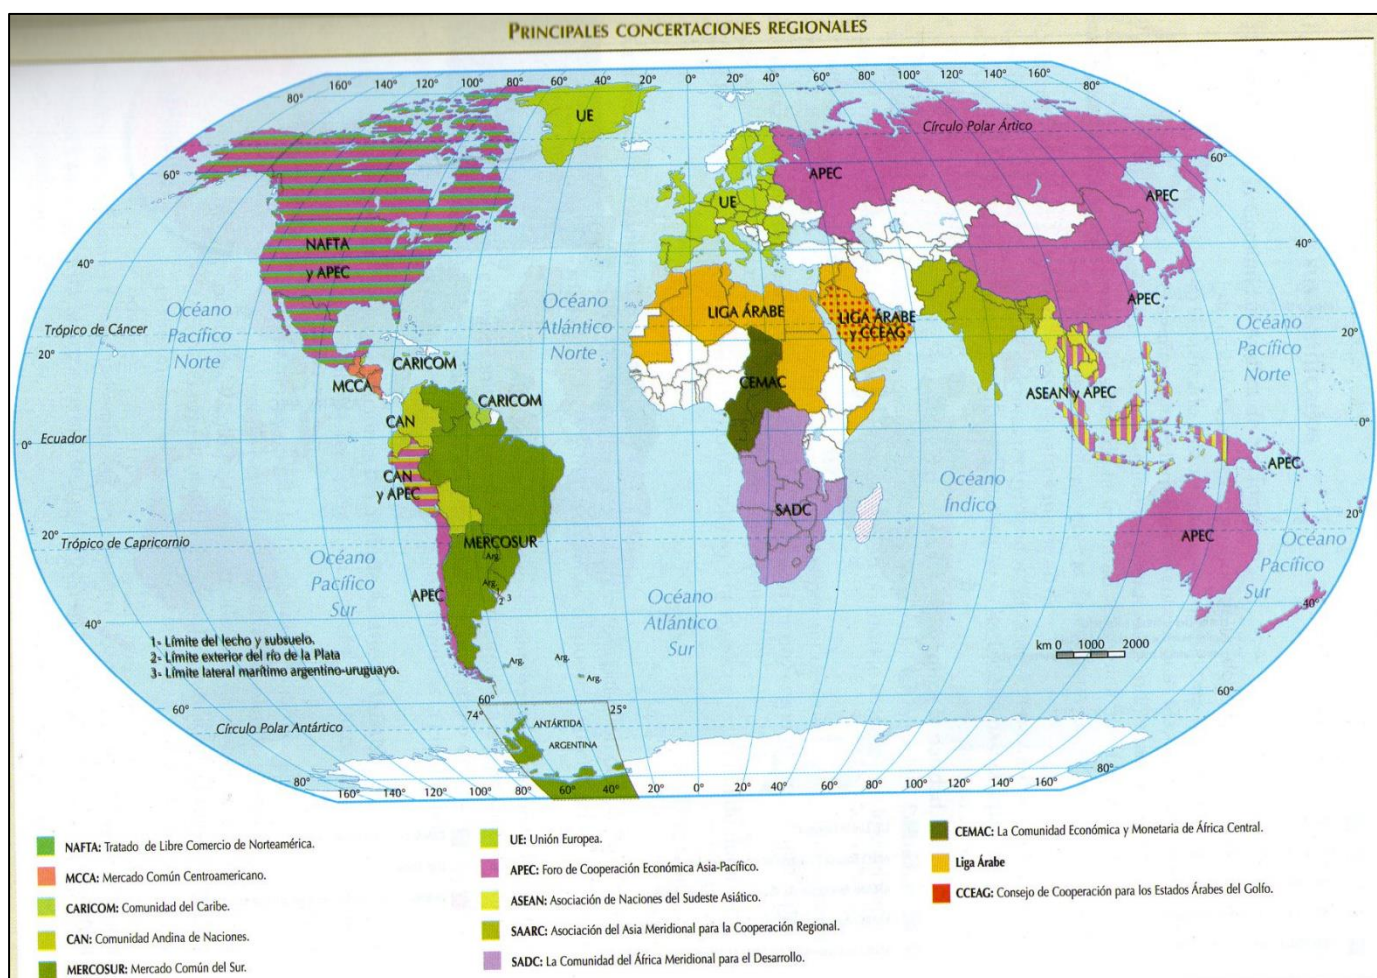 PRINCIPALES CONCERTACIONES REGIONALES
160° 140° 120° 100° 80° 60° 40° 20° 0° 20° 40° 60° 80° 100° 120° 140° 160°
80° 80°
UE
Círculo Polar Ártico
60° 60°
APEC
APEC
UE
NAFTA
y APEC
40° 40°
Océano
Pacífico
Norte
Océano
Atlántico
Norte
LIGA ÁRABE
LIGA ÁRABE
y CCEAG
APEC
Océano
Pacífico
Norte
Trópico de Cáncer
20° 20°
CARICOM
MCCA
CEMAC
ASEAN y APEC
CARICOM
CAN
Ecuador
0° 0°
CAN
y APEC
APEC
Océano
Índico
SADC
20° 20°
Trópico de Capricornio
MERCOSUR
Arg.
APEC
Océano
Pacífico
Sur
Océano
Pacífico
Sur
Arg.
1
2 3
APEC
Océano
Atlántico
Sur
40° 40°
1- Límite del lecho y subsuelo.
2- Límite exterior del río de la Plata
3- Límite lateral marítimo argentino-uruguayo.
km 0 1000 2000
Arg.
Arg.
Arg.
60° 60° 60°
74° 25°
Círculo Polar Antártico
ANTÁRTIDA
ARGENTINA
80° 80°
160° 140° 120° 100° 80° 60° 40° 20° 0° 20° 40° 60° 80° 100° 120° 140° 160°
NAFTA: Tratado de Libre Comercio de Norteamérica.
MCCA: Mercado Común Centroamericano.
CARICOM: Comunidad del Caribe.
CAN: Comunidad Andina de Naciones.
MERCOSUR: Mercado Común del Sur.
UE: Unión Europea.
APEC: Foro de Cooperación Económica Asia-Pacífico.
ASEAN: Asociación de Naciones del Sudeste Asiático.
SAARC: Asociación del Asia Meridional para la Cooperación Regional.
SADC: La Comunidad del África Meridional para el Desarrollo.
CEMAC: La Comunidad Económica y Monetaria de África Central.
Liga Árabe
CCEAG: Consejo de Cooperación para los Estados Árabes del Golfo.